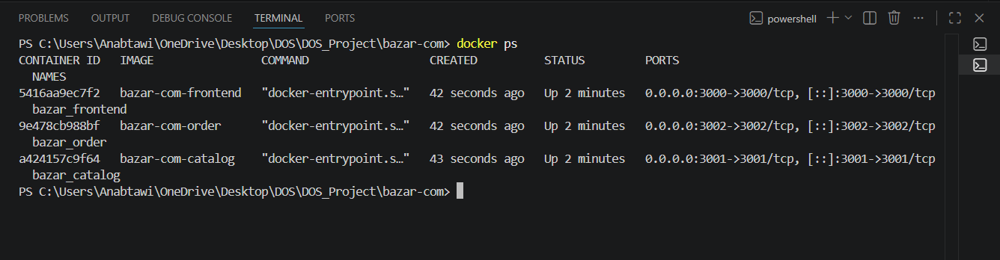 PROBLEMS OUTPUT DEBUG CONSOLE TERMINAL PORTS powershell
PS C:\Users\Anabtawi\OneDrive\Desktop\DOS\DOS_Project\bazar-com> docker ps
CONTAINER ID   IMAGE                COMMAND                  CREATED          STATUS         PORTS
  NAMES
5416aa9ec7f2   bazar-com-frontend   "docker-entrypoint.s…"   42 seconds ago   Up 2 minutes   0.0.0.0:3000->3000/tcp, [::]:3000->3000/tcp
  bazar_frontend
9e478cb988bf   bazar-com-order      "docker-entrypoint.s…"   42 seconds ago   Up 2 minutes   0.0.0.0:3002->3002/tcp, [::]:3002->3002/tcp
  bazar_order
a424157c9f64   bazar-com-catalog    "docker-entrypoint.s…"   43 seconds ago   Up 2 minutes   0.0.0.0:3001->3001/tcp, [::]:3001->3001/tcp
  bazar_catalog
PS C:\Users\Anabtawi\OneDrive\Desktop\DOS\DOS_Project\bazar-com>